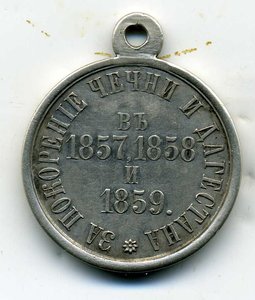 ЗА ПОКОРЕНІЕ ЧЕЧНИ И ДАГЕСТАНА
ВЪ
1857, 1858
И
1859.